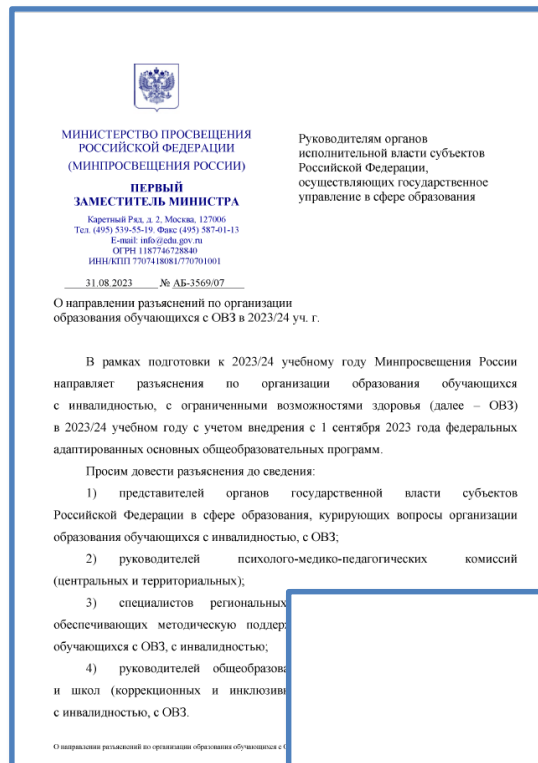 МИНИСТЕРСТВО ПРОСВЕЩЕНИЯ
РОССИЙСКОЙ ФЕДЕРАЦИИ
(МИНПРОСВЕЩЕНИЯ РОССИИ)
ПЕРВЫЙ
ЗАМЕСТИТЕЛЬ МИНИСТРА
Каретный Ряд, д. 2, Москва, 127006
Тел. (495) 539-55-19. Факс (495) 587-01-13
E-mail: info@edu.gov.ru
ОГРН 1187746728840
ИНН/КПП 7707418081/770701001
31.08.2023 № АБ-3569/07
Руководителям органов
исполнительной власти субъектов
Российской Федерации,
осуществляющих государственное
управление в сфере образования
О направлении разъяснений по организации
образования обучающихся с ОВЗ в 2023/24 уч. г.
В рамках подготовки к 2023/24 учебному году Минпросвещения России
направляет разъяснения по организации образования обучающихся
с инвалидностью, с ограниченными возможностями здоровья (далее – ОВЗ)
в 2023/24 учебном году с учетом внедрения с 1 сентября 2023 года федеральных
адаптированных основных общеобразовательных программ.
Просим довести разъяснения до сведения:
1) представителей органов государственной власти субъектов
Российской Федерации в сфере образования, курирующих вопросы организации
образования обучающихся с инвалидностью, с ОВЗ;
2) руководителей психолого-медико-педагогических комиссий
(центральных и территориальных);
3) специалистов региональных
обеспечивающих методическую
обучающихся с ОВЗ, с инвалидностью;
4) руководителей
и школ (коррекционных и
с инвалидностью, с ОВЗ.
О направлении разъяснений по организации образования обучающихся с